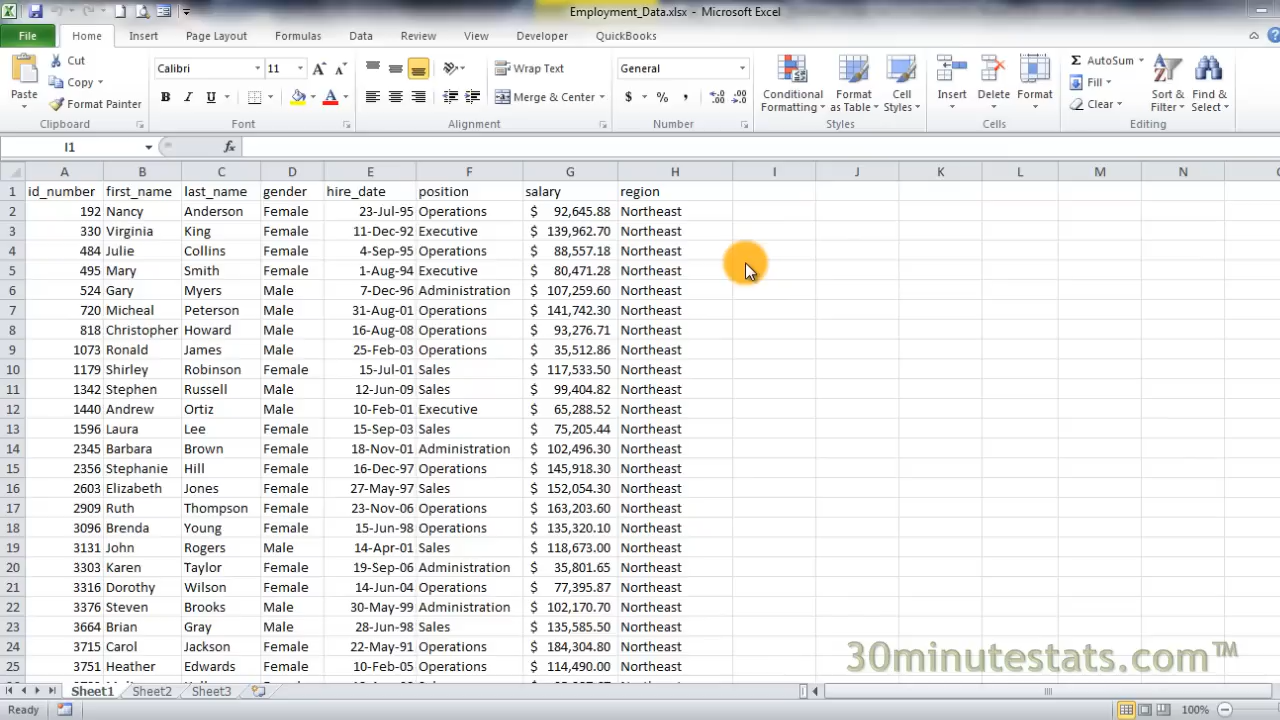 Employment_Data.xlsx - Microsoft Excel
File Home Insert Page Layout Formulas Data Review View Developer QuickBooks
Paste Cut Copy Format Painter Clipboard
Calibri 11 B I U A Font
Wrap Text Merge & Center Alignment
General $ % , Number
Conditional Formatting Format as Table Cell Styles Styles
Insert Delete Format Cells
Σ AutoSum Fill Clear Sort & Filter Find & Select Editing
I1 fx
A B C D E F G H I J K L M N
1 id_number first_name last_name gender hire_date position salary region
2 192 Nancy Anderson Female 23-Jul-95 Operations $ 92,645.88 Northeast
3 330 Virginia King Female 11-Dec-92 Executive $ 139,962.70 Northeast
4 484 Julie Collins Female 4-Sep-95 Operations $ 88,557.18 Northeast
5 495 Mary Smith Female 1-Aug-94 Executive $ 80,471.28 Northeast
6 524 Gary Myers Male 7-Dec-96 Administration $ 107,259.60 Northeast
7 720 Micheal Peterson Male 31-Aug-01 Operations $ 141,742.30 Northeast
8 818 Christopher Howard Male 16-Aug-08 Operations $ 93,276.71 Northeast
9 1073 Ronald James Male 25-Feb-03 Operations $ 35,512.86 Northeast
10 1179 Shirley Robinson Female 15-Jul-01 Sales $ 117,533.50 Northeast
11 1342 Stephen Russell Male 12-Jun-09 Sales $ 99,404.82 Northeast
12 1440 Andrew Ortiz Male 10-Feb-01 Executive $ 65,288.52 Northeast
13 1596 Laura Lee Female 15-Sep-03 Sales $ 75,205.44 Northeast
14 2345 Barbara Brown Female 18-Nov-01 Administration $ 102,496.30 Northeast
15 2356 Stephanie Hill Female 16-Dec-97 Operations $ 145,918.30 Northeast
16 2603 Elizabeth Jones Female 27-May-97 Sales $ 152,054.30 Northeast
17 2909 Ruth Thompson Female 23-Nov-06 Operations $ 163,203.60 Northeast
18 3096 Brenda Young Female 15-Jun-98 Operations $ 135,320.10 Northeast
19 3131 John Rogers Male 14-Apr-01 Sales $ 118,673.00 Northeast
20 3303 Karen Taylor Female 19-Sep-06 Administration $ 35,801.65 Northeast
21 3316 Dorothy Wilson Female 14-Jun-04 Operations $ 77,395.87 Northeast
22 3376 Steven Brooks Male 30-May-99 Administration $ 102,170.70 Northeast
23 3664 Brian Gray Male 28-Jun-98 Sales $ 135,585.50 Northeast
24 3715 Carol Jackson Female 22-May-91 Operations $ 184,304.80 Northeast
25 3751 Heather Edwards Female 10-Feb-05 Operations $ 114,490.00 Northeast
30minutestats.com™
Sheet1 Sheet2 Sheet3
Ready 100%